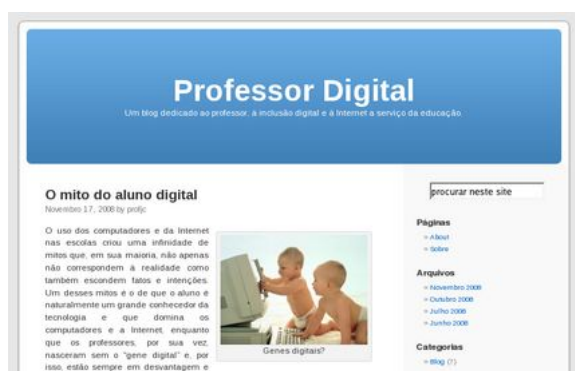 Professor Digital
Um blog dedicado ao professor, à inclusão digital e à Internet a serviço da educação.
O mito do aluno digital
Novembro 17, 2008 by profjc
O uso dos computadores e da Internet
nas escolas criou uma infinidade de
mitos que, em sua maioria, não apenas
não correspondem à realidade como
também escondem fatos e intenções.
Um desses mitos é o de que o aluno é
naturalmente um grande conhecedor da
tecnologia e que domina os
computadores e a Internet, enquanto
que os professores, por sua vez,
nasceram sem o "gene digital" e, por
isso, estão sempre em desvantagem e
Genes digitais?
procurar neste site
Páginas
» About
» Sobre
Arquivos
» Novembro 2008
» Outubro 2008
» Julho 2008
» Junho 2008
Categorias
» Blog